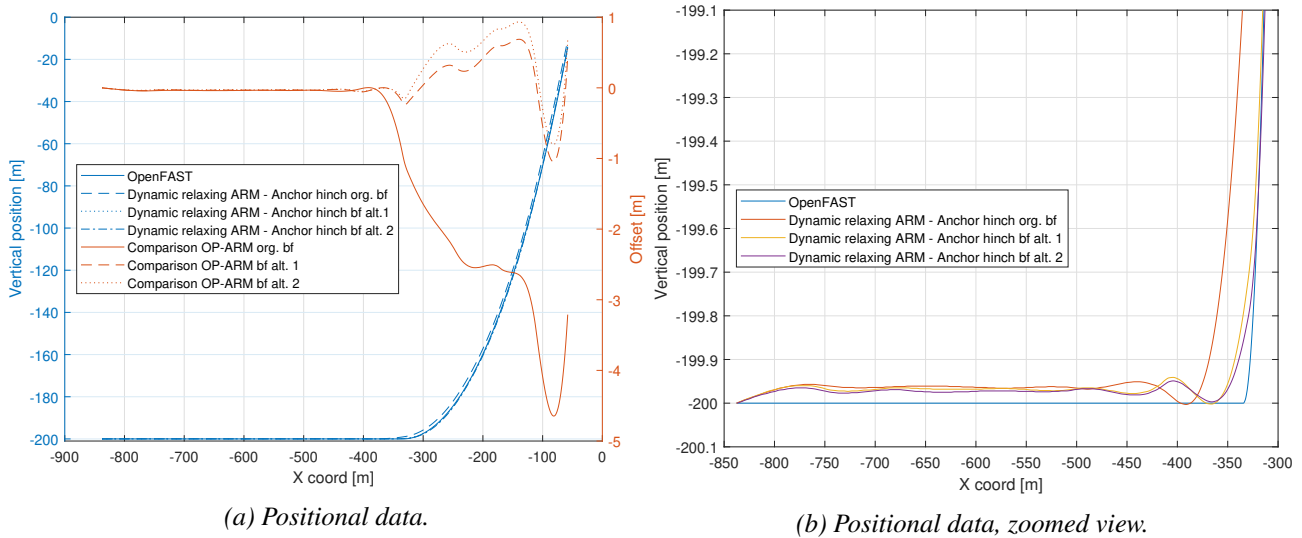 0
-20
-40
-60
-80
-100
-120
-140
-160
-180
-200
Vertical position [m]
1
0
-1
-2
-3
-4
-5
Offset [m]
OpenFAST
Dynamic relaxing ARM - Anchor hinch org. bf
Dynamic relaxing ARM - Anchor hinch bf alt.1
Dynamic relaxing ARM - Anchor hinch bf alt. 2
Comparison OP-ARM org. bf
Comparison OP-ARM bf alt. 1
Comparison OP-ARM bf alt. 2
-900 -800 -700 -600 -500 -400 -300 -200 -100 0
X coord [m]
(a) Positional data.
-199.1
-199.2
-199.3
-199.4
-199.5
-199.6
-199.7
-199.8
-199.9
-200
-200.1
Vertical position [m]
OpenFAST
Dynamic relaxing ARM - Anchor hinch org. bf
Dynamic relaxing ARM - Anchor hinch bf alt. 1
Dynamic relaxing ARM - Anchor hinch bf alt. 2
-850 -800 -750 -700 -650 -600 -550 -500 -450 -400 -350 -300
X coord [m]
(b) Positional data, zoomed view.